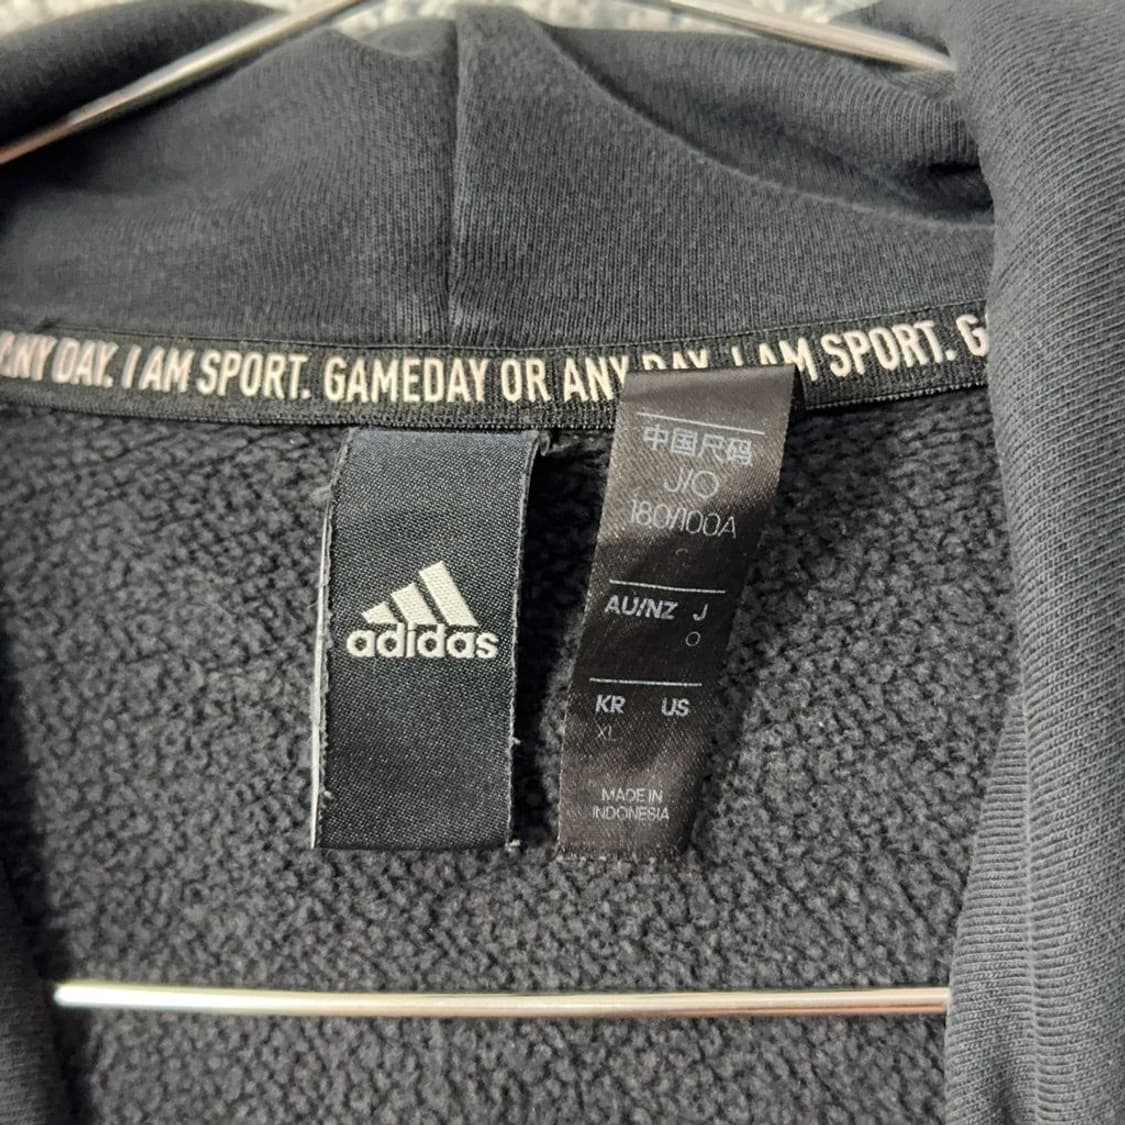 ANY DAY. I AM SPORT. GAMEDAY OR ANY DAY. I AM SPORT. G
adidas
中国尺码
J/O
180/100A
AU/NZ J
O
KR US
XL
MADE IN
INDONESIA